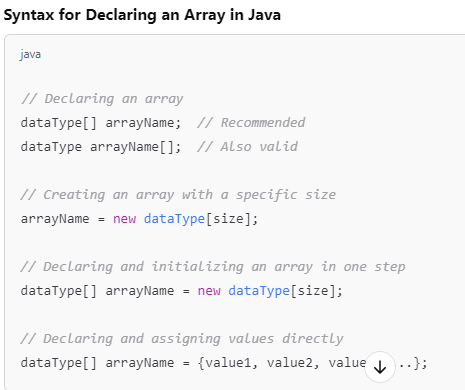 Syntax for Declaring an Array in Java
java
// Declaring an array
dataType[] arrayName;  // Recommended
dataType arrayName[];  // Also valid
// Creating an array with a specific size
arrayName = new dataType[size];
// Declaring and initializing an array in one step
dataType[] arrayName = new dataType[size];
// Declaring and assigning values directly
dataType[] arrayName = {value1, value2, value ..};